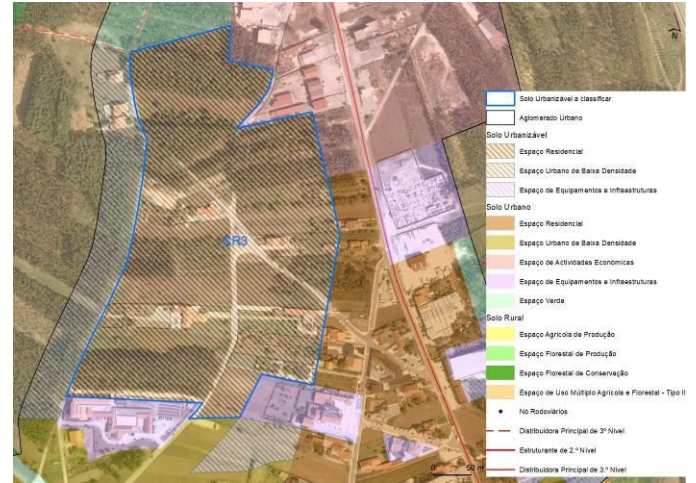 N
Solo Urbanizável a classificar
Aglomerado Urbano
Solo Urbanizável
Espaço Residencial
Espaço Urbano de Baixa Densidade
Espaço de Equipamentos e Infraestruturas
Solo Urbano
Espaço Residencial
Espaço Urbano de Baixa Densidade
Espaço de Actividades Económicas
Espaço de Equipamentos e Infraestruturas
Espaço Verde
Solo Rural
Espaço Agrícola de Produção
Espaço Florestal de Produção
Espaço Florestal de Conservação
Espaço de Uso Múltiplo Agrícola e Florestal - Tipo II
Nó Rodoviários
Distribuidora Principal de 3º Nível
Estruturante de 2.º Nível
Distribuidora Principal de 3.º Nível
CR3
0 50 m